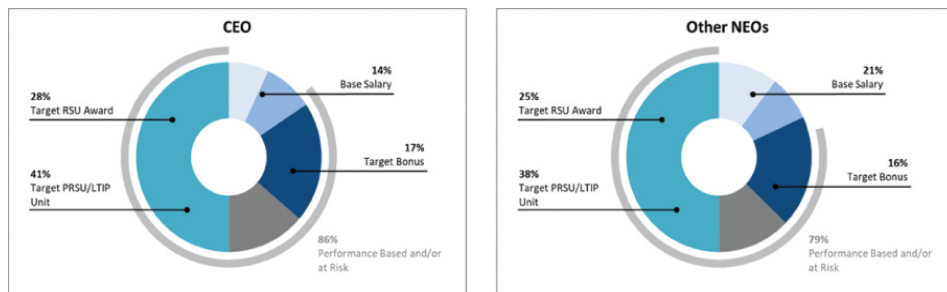 CEO
14%
Base Salary
28%
Target RSU Award
17%
Target Bonus
41%
Target PRSU/LTIP
Unit
86%
Performance Based and/or
at Risk
Other NEOs
21%
Base Salary
25%
Target RSU Award
16%
Target Bonus
38%
Target PRSU/LTIP
Unit
79%
Performance Based and/or
at Risk